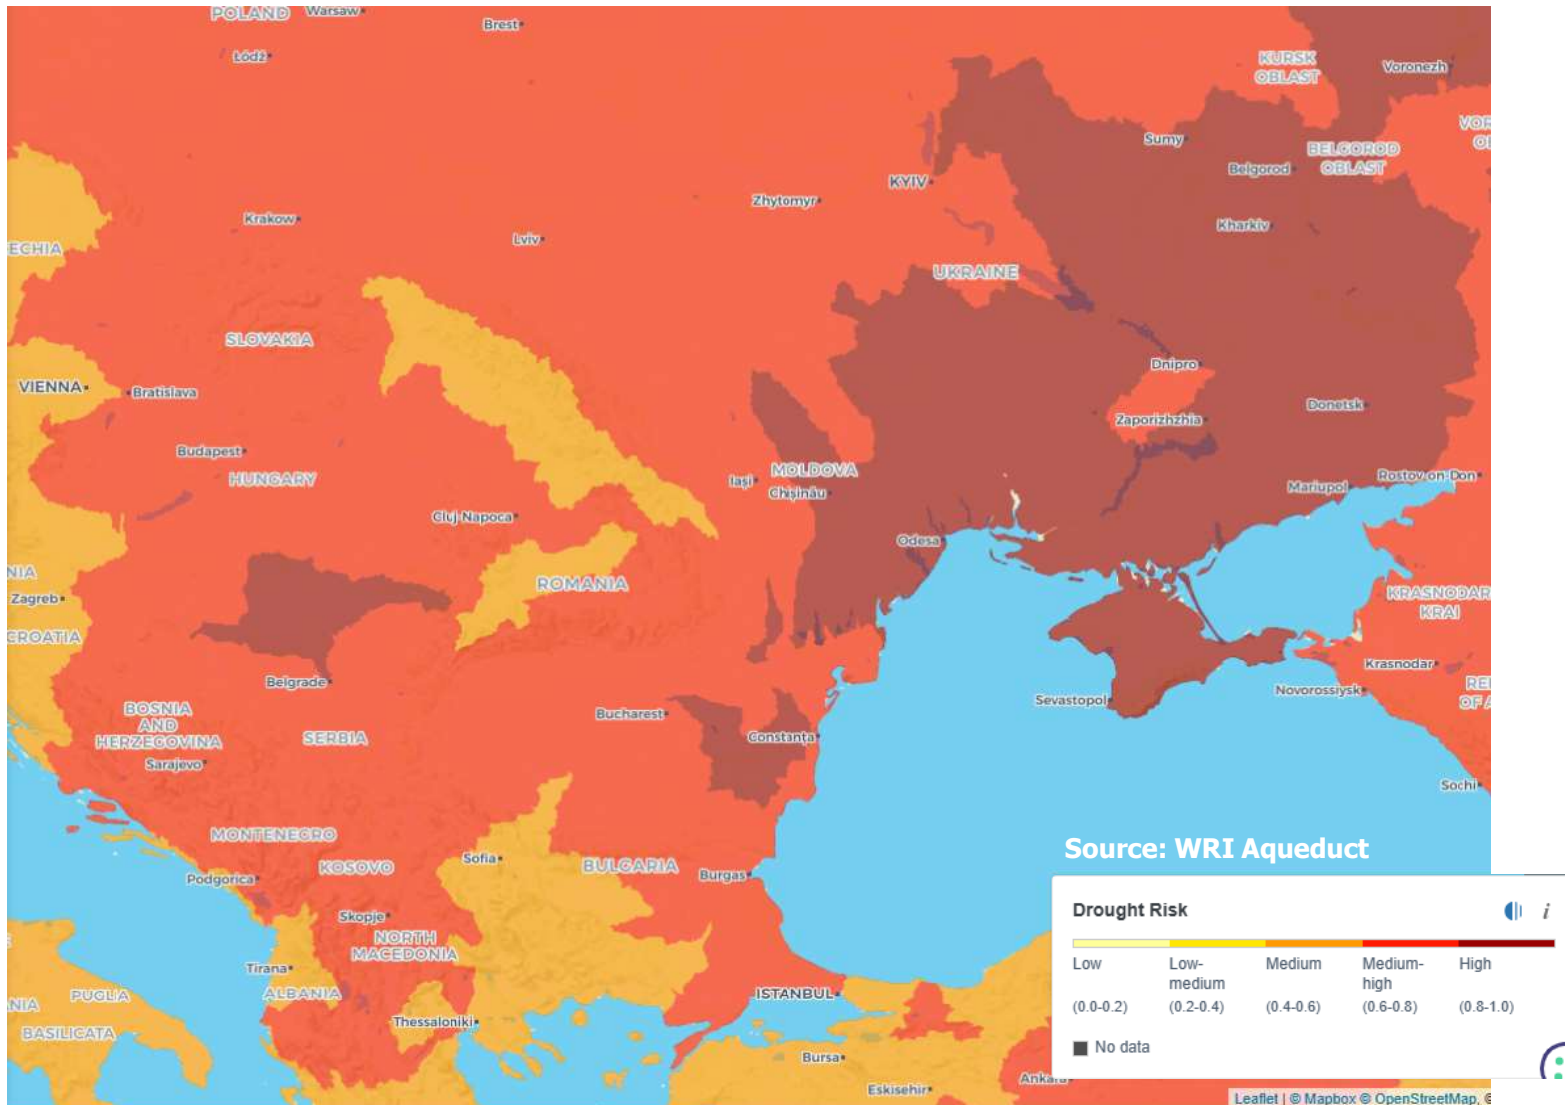 POLAND
Warsaw
Brest
Łódź
KURSK
OBLAST
Voronezh
Sumy
BELGOROD
OBLAST
Belgorod
KYIV
Zhytomyr
Krakow
Lviv
Kharkiv
ECHIA
UKRAINE
SLOVAKIA
VIENNA
Bratislava
Dnipro
Donetsk
Zaporizhzhia
Budapest
HUNGARY
Iași
MOLDOVA
Chișinău
Mariupol
Rostov-on-Don
Cluj-Napoca
Odesa
NIA
Zagreb
ROMANIA
KRASNODAR
KRAI
CROATIA
Krasnodar
Belgrade
Novorossiysk
Sevastopol
BOSNIA
AND
HERZEGOVINA
Bucharest
SERBIA
Constanța
Sarajevo
Sochi
MONTENEGRO
KOSOVO
Sofia
BULGARIA
Burgas
Podgorica
Skopje
NORTH
MACEDONIA
Tirana
ALBANIA
PUGLIA
BASILICATA
Thessaloniki
ISTANBUL
Bursa
Eskisehir
Ankara
Source: WRI Aqueduct
Drought Risk
i
Low Low-medium Medium Medium-high High
(0.0-0.2) (0.2-0.4) (0.4-0.6) (0.6-0.8) (0.8-1.0)
No data
Leaflet | © Mapbox © OpenStreetMap, ©